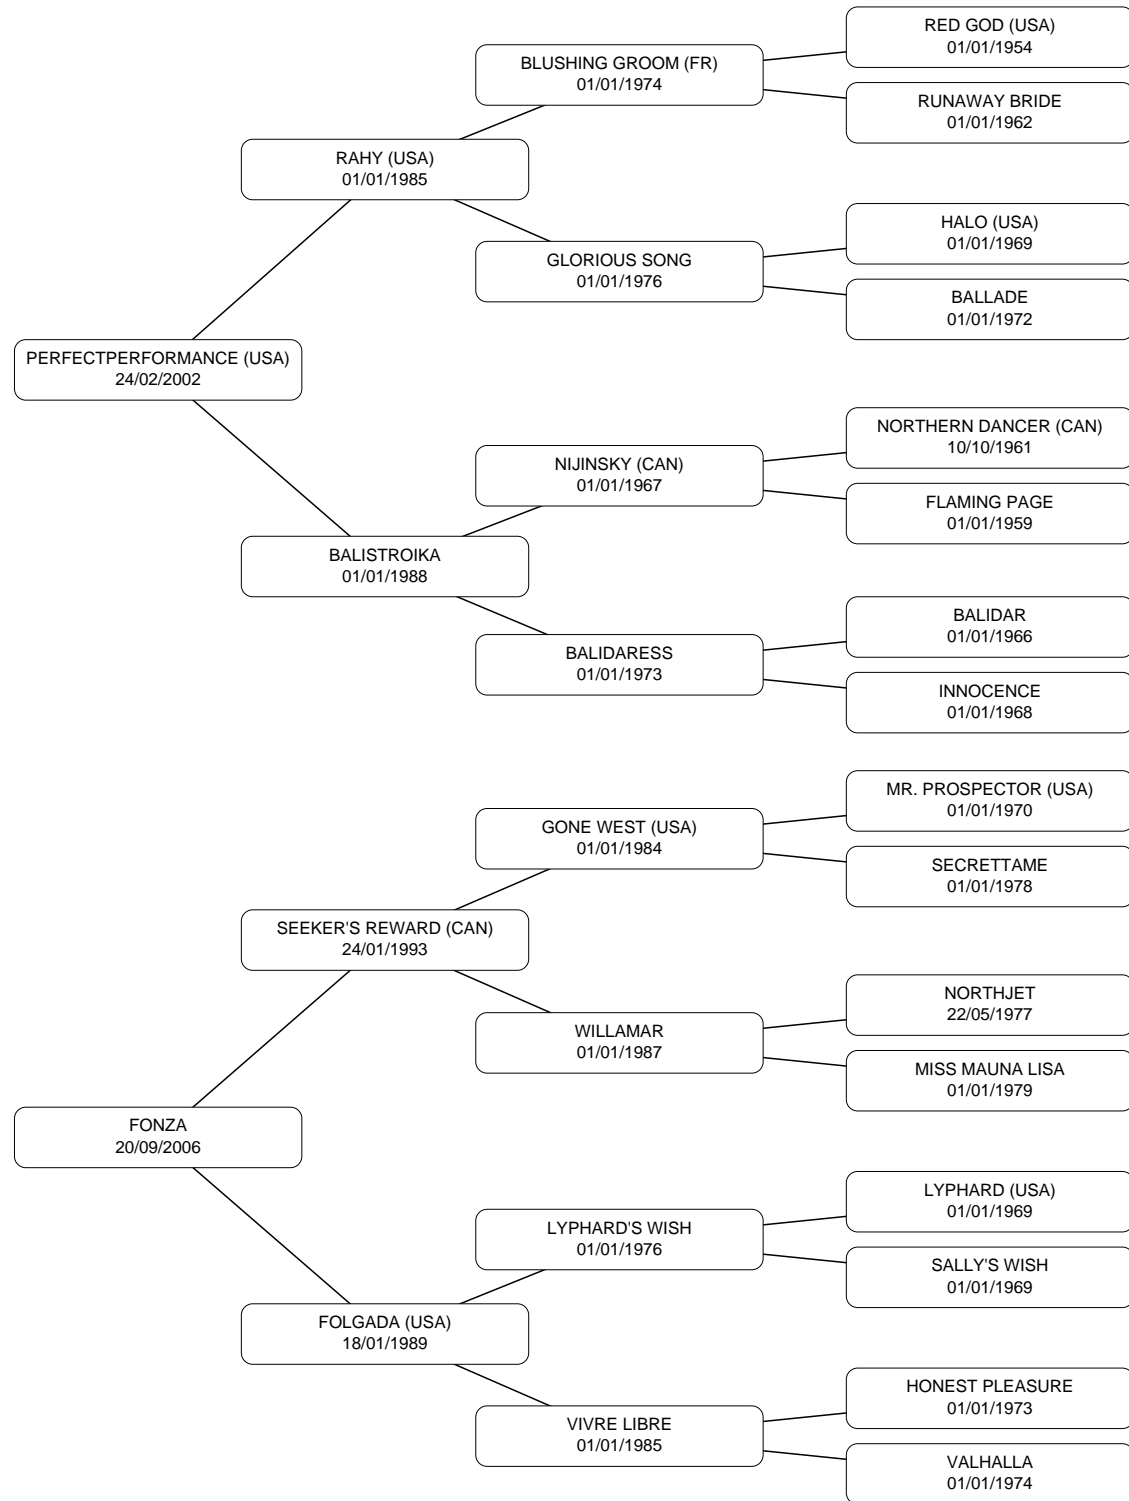 RED GOD (USA)
01/01/1954
BLUSHING GROOM (FR)
01/01/1974
RUNAWAY BRIDE
01/01/1962
RAHY (USA)
01/01/1985
HALO (USA)
01/01/1969
GLORIOUS SONG
01/01/1976
BALLADE
01/01/1972
PERFECTPERFORMANCE (USA)
24/02/2002
NORTHERN DANCER (CAN)
10/10/1961
NIJINSKY (CAN)
01/01/1967
FLAMING PAGE
01/01/1959
BALISTROIKA
01/01/1988
BALIDAR
01/01/1966
BALIDARESS
01/01/1973
INNOCENCE
01/01/1968
MR. PROSPECTOR (USA)
01/01/1970
GONE WEST (USA)
01/01/1984
SECRETTAME
01/01/1978
SEEKER'S REWARD (CAN)
24/01/1993
NORTHJET
22/05/1977
WILLAMAR
01/01/1987
MISS MAUNA LISA
01/01/1979
FONZA
20/09/2006
LYPHARD (USA)
01/01/1969
LYPHARD'S WISH
01/01/1976
SALLY'S WISH
01/01/1969
FOLGADA (USA)
18/01/1989
HONEST PLEASURE
01/01/1973
VIVRE LIBRE
01/01/1985
VALHALLA
01/01/1974